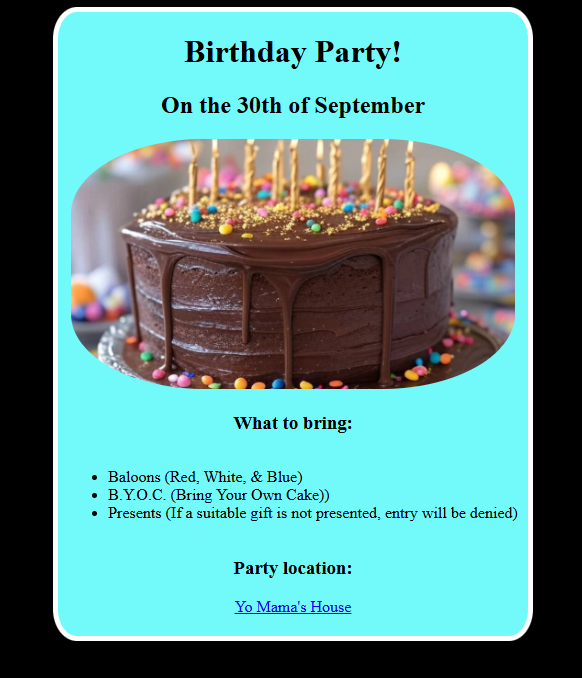 Birthday Party!
On the 30th of September
What to bring:
Baloons (Red, White, & Blue)
B.Y.O.C. (Bring Your Own Cake))
Presents (If a suitable gift is not presented, entry will be denied)
Party location:
Yo Mama's House